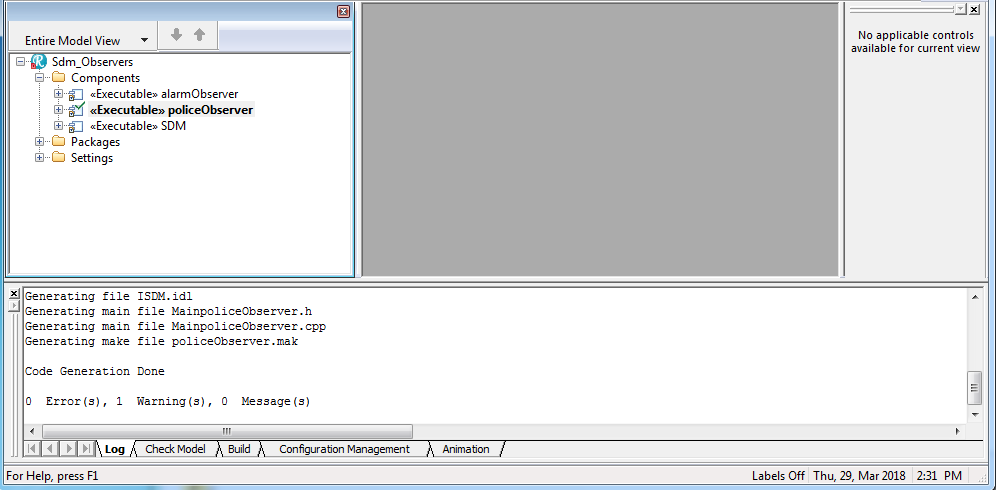 Entire Model View
Sdm_Observers
Components
«Executable» alarmObserver
«Executable» policeObserver
«Executable» SDM
Packages
Settings
No applicable controls
available for current view
Generating file ISDM.idl
Generating main file MainpoliceObserver.h
Generating main file MainpoliceObserver.cpp
Generating make file policeObserver.mak
Code Generation Done
0 Error(s), 1 Warning(s), 0 Message(s)
Log Check Model Build Configuration Management Animation
For Help, press F1 Labels Off Thu, 29, Mar 2018 2:31 PM